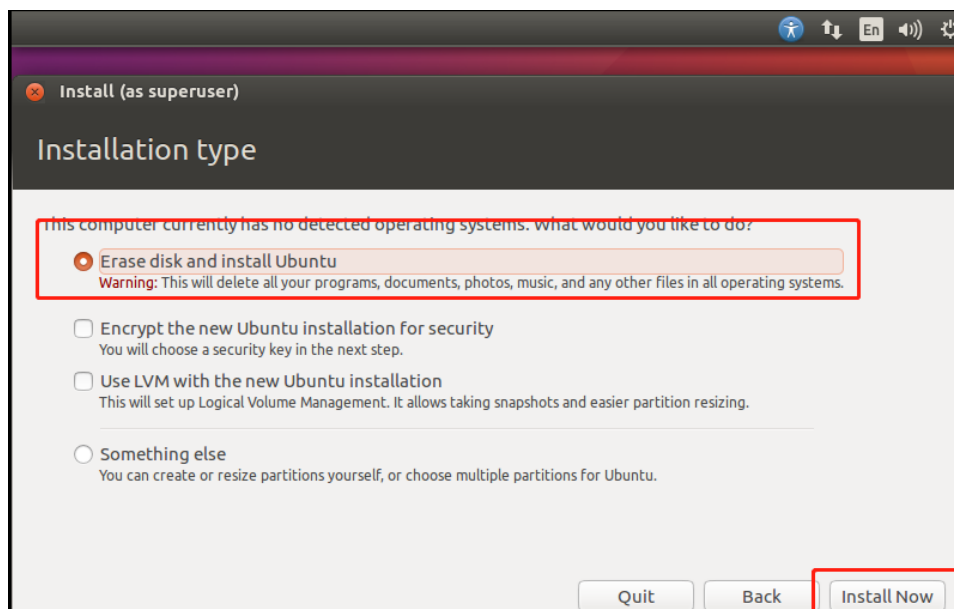 En
Install (as superuser)
Installation type
This computer currently has no detected operating systems. What would you like to do?
Erase disk and install Ubuntu
Warning: This will delete all your programs, documents, photos, music, and any other files in all operating systems.
Encrypt the new Ubuntu installation for security
You will choose a security key in the next step.
Use LVM with the new Ubuntu installation
This will set up Logical Volume Management. It allows taking snapshots and easier partition resizing.
Something else
You can create or resize partitions yourself, or choose multiple partitions for Ubuntu.
Quit Back Install Now